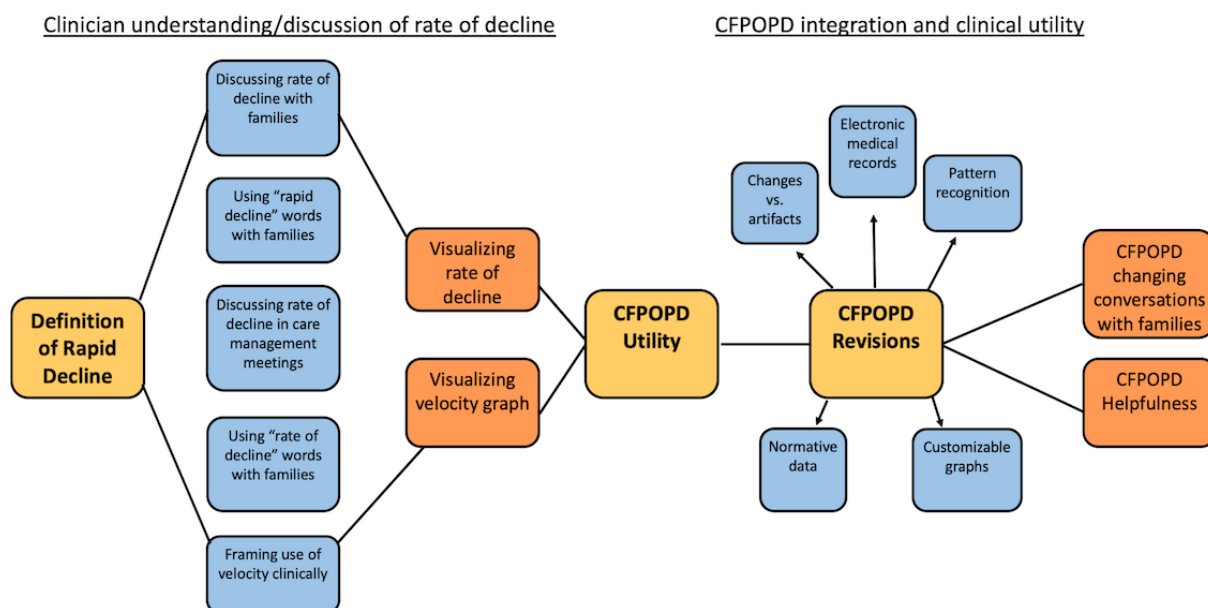 Clinician understanding/discussion of rate of decline
CFPOPD integration and clinical utility
Discussing rate of
decline with
families
Using “rapid
decline” words
with families
Discussing rate of
decline in care
management
meetings
Using “rate of
decline” words
with families
Framing use of
velocity clinically
Definition
of Rapid
Decline
Visualizing
rate of
decline
Visualizing
velocity graph
CFPOPD
Utility
Changes
vs.
artifacts
Electronic
medical
records
Pattern
recognition
CFPOPD
Revisions
Normative
data
Customizable
graphs
CFPOPD
changing
conversations
with families
CFPOPD
Helpfulness